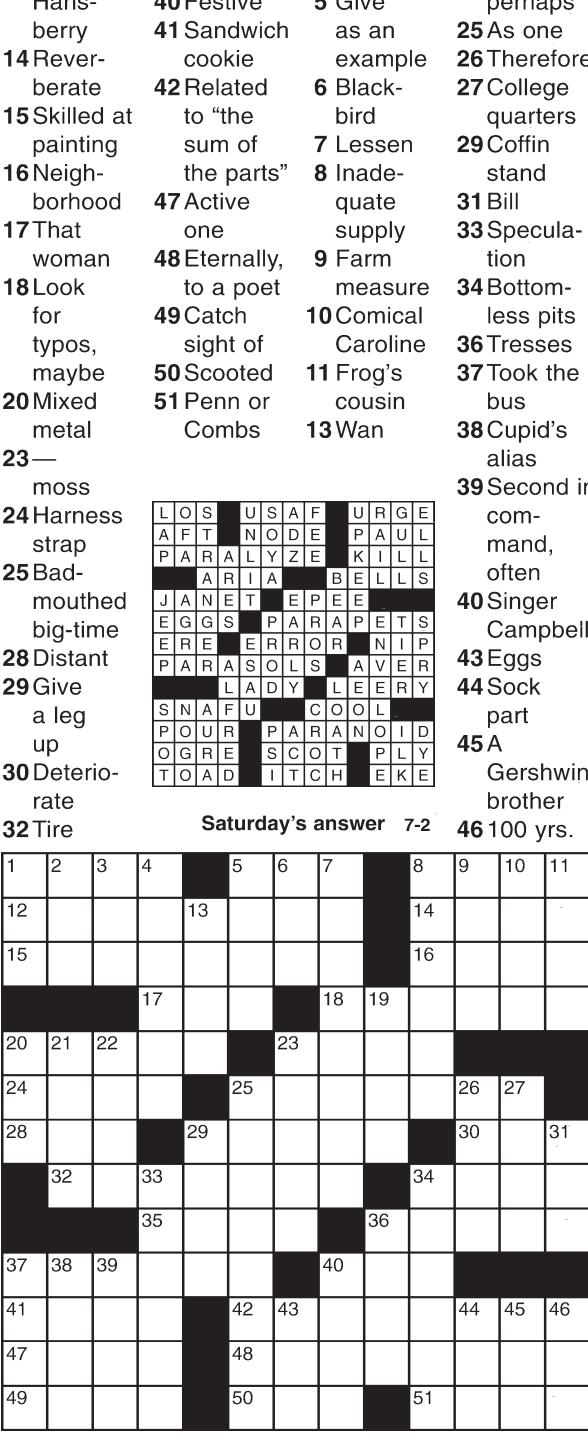 Hans-
berry
14 Rever-
berate
15 Skilled at
painting
16 Neigh-
borhood
17 That
woman
18 Look
for
typos,
maybe
20 Mixed
metal
23 —
moss
24 Harness
strap
25 Bad-
mouthed
big-time
28 Distant
29 Give
a leg
up
30 Deterio-
rate
32 Tire
40 Festive
41 Sandwich
cookie
42 Related
to “the
sum of
the parts”
47 Active
one
48 Eternally,
to a poet
49 Catch
sight of
50 Scooted
51 Penn or
Combs
5 Give
as an
example
6 Black-
bird
7 Lessen
8 Inade-
quate
supply
9 Farm
measure
10 Comical
Caroline
11 Frog’s
cousin
13 Wan
perhaps
25 As one
26 Therefore
27 College
quarters
29 Coffin
stand
31 Bill
33 Specula-
tion
34 Bottom-
less pits
36 Tresses
37 Took the
bus
38 Cupid’s
alias
39 Second in
com-
mand,
often
40 Singer
Campbell
43 Eggs
44 Sock
part
45 A
Gershwin
brother
46 100 yrs.
L O S U S A F U R G E
A F T N O D E P A U L
P A R A L Y Z E K I L L
A R I A B E L L S
J A N E T E P E E
E G G S P A R A P E T S
E R E E R R O R N I P
P A R A S O L S A V E R
L A D Y L E E R Y
S N A F U C O O L
P O U R P A R A N O I D
O G R E S C O T P L Y
T O A D I T C H E K E
Saturday’s answer 7-2
1 2 3 4 5 6 7 8 9 10 11
12 13 14
15 16
17 18 19
20 21 22 23
24 25 26 27
28 29 30 31
32 33 34
35 36
37 38 39 40
41 42 43 44 45 46
47 48
49 50 51